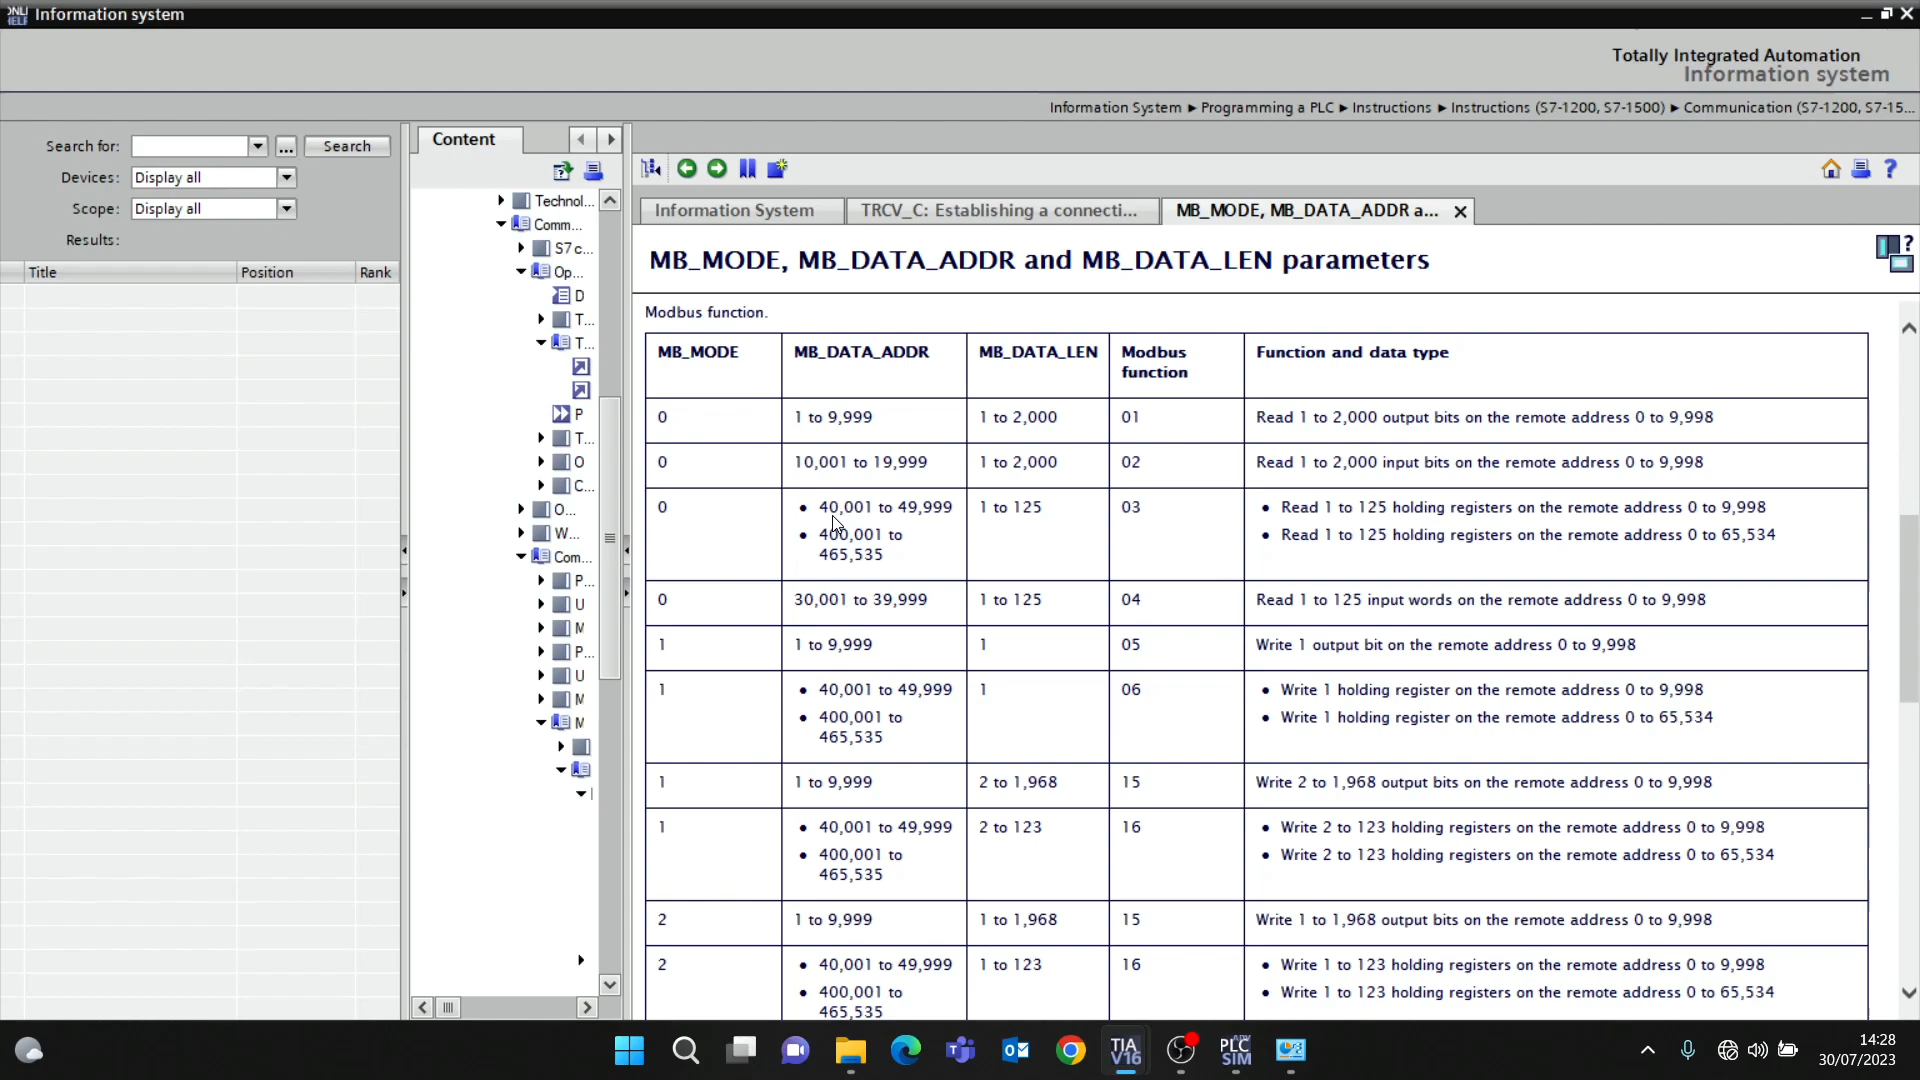 Information system
Totally Integrated Automation
Information system
Information System ► Programming a PLC ► Instructions ► Instructions (S7-1200, S7-1500) ► Communication (S7-1200, S7-15...
Search for:
...
Search
Devices:
Display all
Scope:
Display all
Results:
Title
Position
Rank
Content
Technol...
Comm...
S7 c...
Op...
D
T...
T...
P
T...
O
C...
O...
W...
Com...
P...
U
M
P...
U
M
M
Information System
TRCV_C: Establishing a connecti...
MB_MODE, MB_DATA_ADDR a...
MB_MODE, MB_DATA_ADDR and MB_DATA_LEN parameters
Modbus function.
MB_MODE MB_DATA_ADDR MB_DATA_LEN Modbus function Function and data type
0 1 to 9,999 1 to 2,000 01 Read 1 to 2,000 output bits on the remote address 0 to 9,998
0 10,001 to 19,999 1 to 2,000 02 Read 1 to 2,000 input bits on the remote address 0 to 9,998
0 • 40,001 to 49,999 1 to 125 03 • Read 1 to 125 holding registers on the remote address 0 to 9,998
• 400,001 to 465,535 • Read 1 to 125 holding registers on the remote address 0 to 65,534
0 30,001 to 39,999 1 to 125 04 Read 1 to 125 input words on the remote address 0 to 9,998
1 1 to 9,999 1 05 Write 1 output bit on the remote address 0 to 9,998
1 • 40,001 to 49,999 1 06 • Write 1 holding register on the remote address 0 to 9,998
• 400,001 to 465,535 • Write 1 holding register on the remote address 0 to 65,534
1 1 to 9,999 2 to 1,968 15 Write 2 to 1,968 output bits on the remote address 0 to 9,998
1 • 40,001 to 49,999 2 to 123 16 • Write 2 to 123 holding registers on the remote address 0 to 9,998
• 400,001 to 465,535 • Write 2 to 123 holding registers on the remote address 0 to 65,534
2 1 to 9,999 1 to 1,968 15 Write 1 to 1,968 output bits on the remote address 0 to 9,998
2 • 40,001 to 49,999 1 to 123 16 • Write 1 to 123 holding registers on the remote address 0 to 9,998
• 400,001 to 465,535 • Write 1 to 123 holding registers on the remote address 0 to 65,534
TIA V16
PLC SIM
14:28
30/07/2023